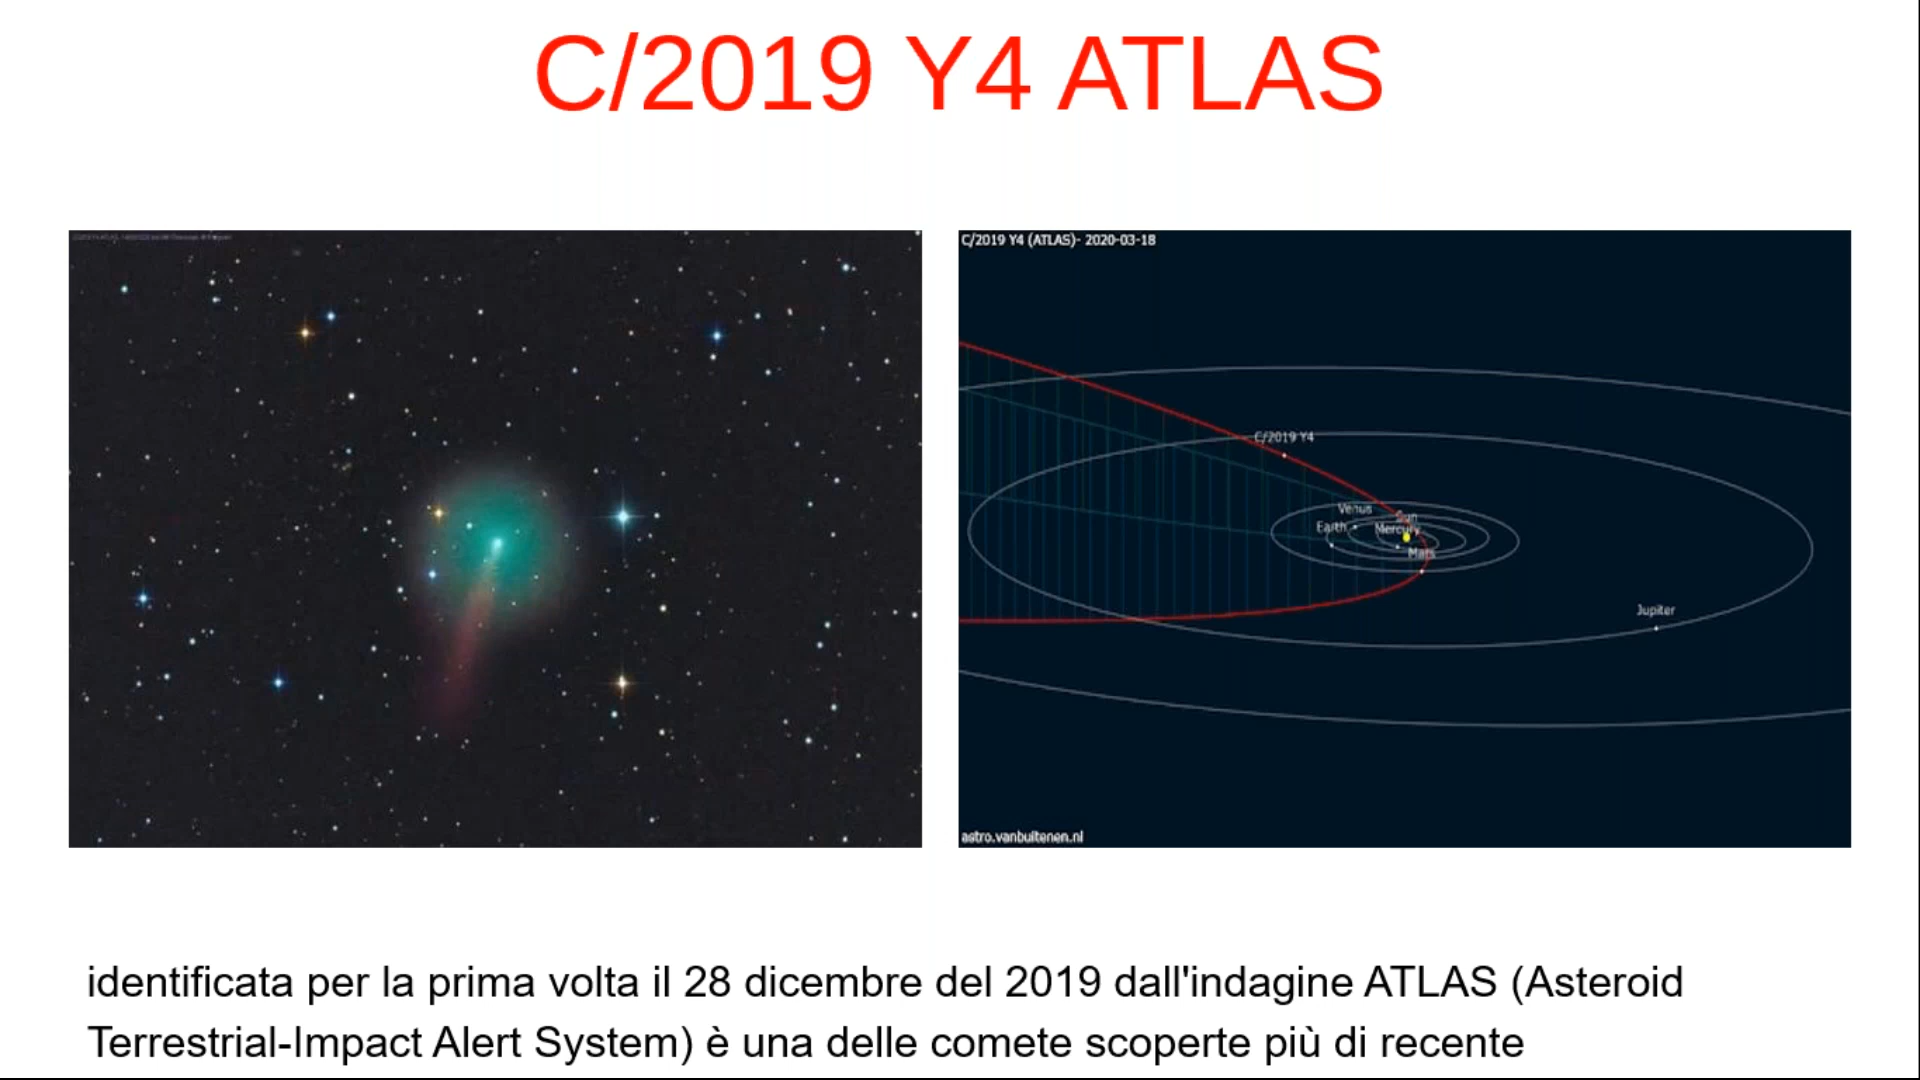 C/2019 Y4 ATLAS
C/2019 Y4 (ATLAS)- 2020-03-18
C/2019 Y4
Venus
Sun
Earth
Mercury
Mars
Jupiter
astro.vanbuitenen.nl
identificata per la prima volta il 28 dicembre del 2019 dall'indagine ATLAS (Asteroid
Terrestrial-Impact Alert System) è una delle comete scoperte più di recente